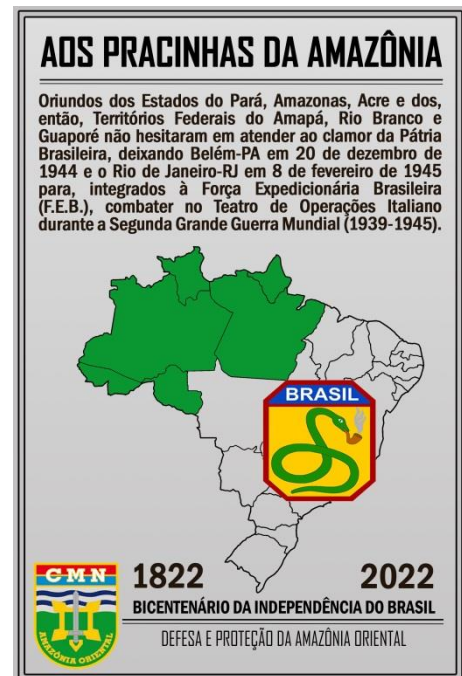 AOS PRACINHAS DA AMAZÔNIA
Oriundos dos Estados do Pará, Amazonas, Acre e dos,
então, Territórios Federais do Amapá, Rio Branco e
Guaporé não hesitaram em atender ao clamor da Pátria
Brasileira, deixando Belém-PA em 20 de dezembro de
1944 e o Rio de Janeiro-RJ em 8 de fevereiro de 1945
para, integrados à Força Expedicionária Brasileira
(F.E.B.), combater no Teatro de Operações Italiano
durante a Segunda Grande Guerra Mundial (1939-1945).
BRASIL
CMN
AMAZÔNIA ORIENTAL
1822 2022
BICENTENÁRIO DA INDEPENDÊNCIA DO BRASIL
DEFESA E PROTEÇÃO DA AMAZÔNIA ORIENTAL